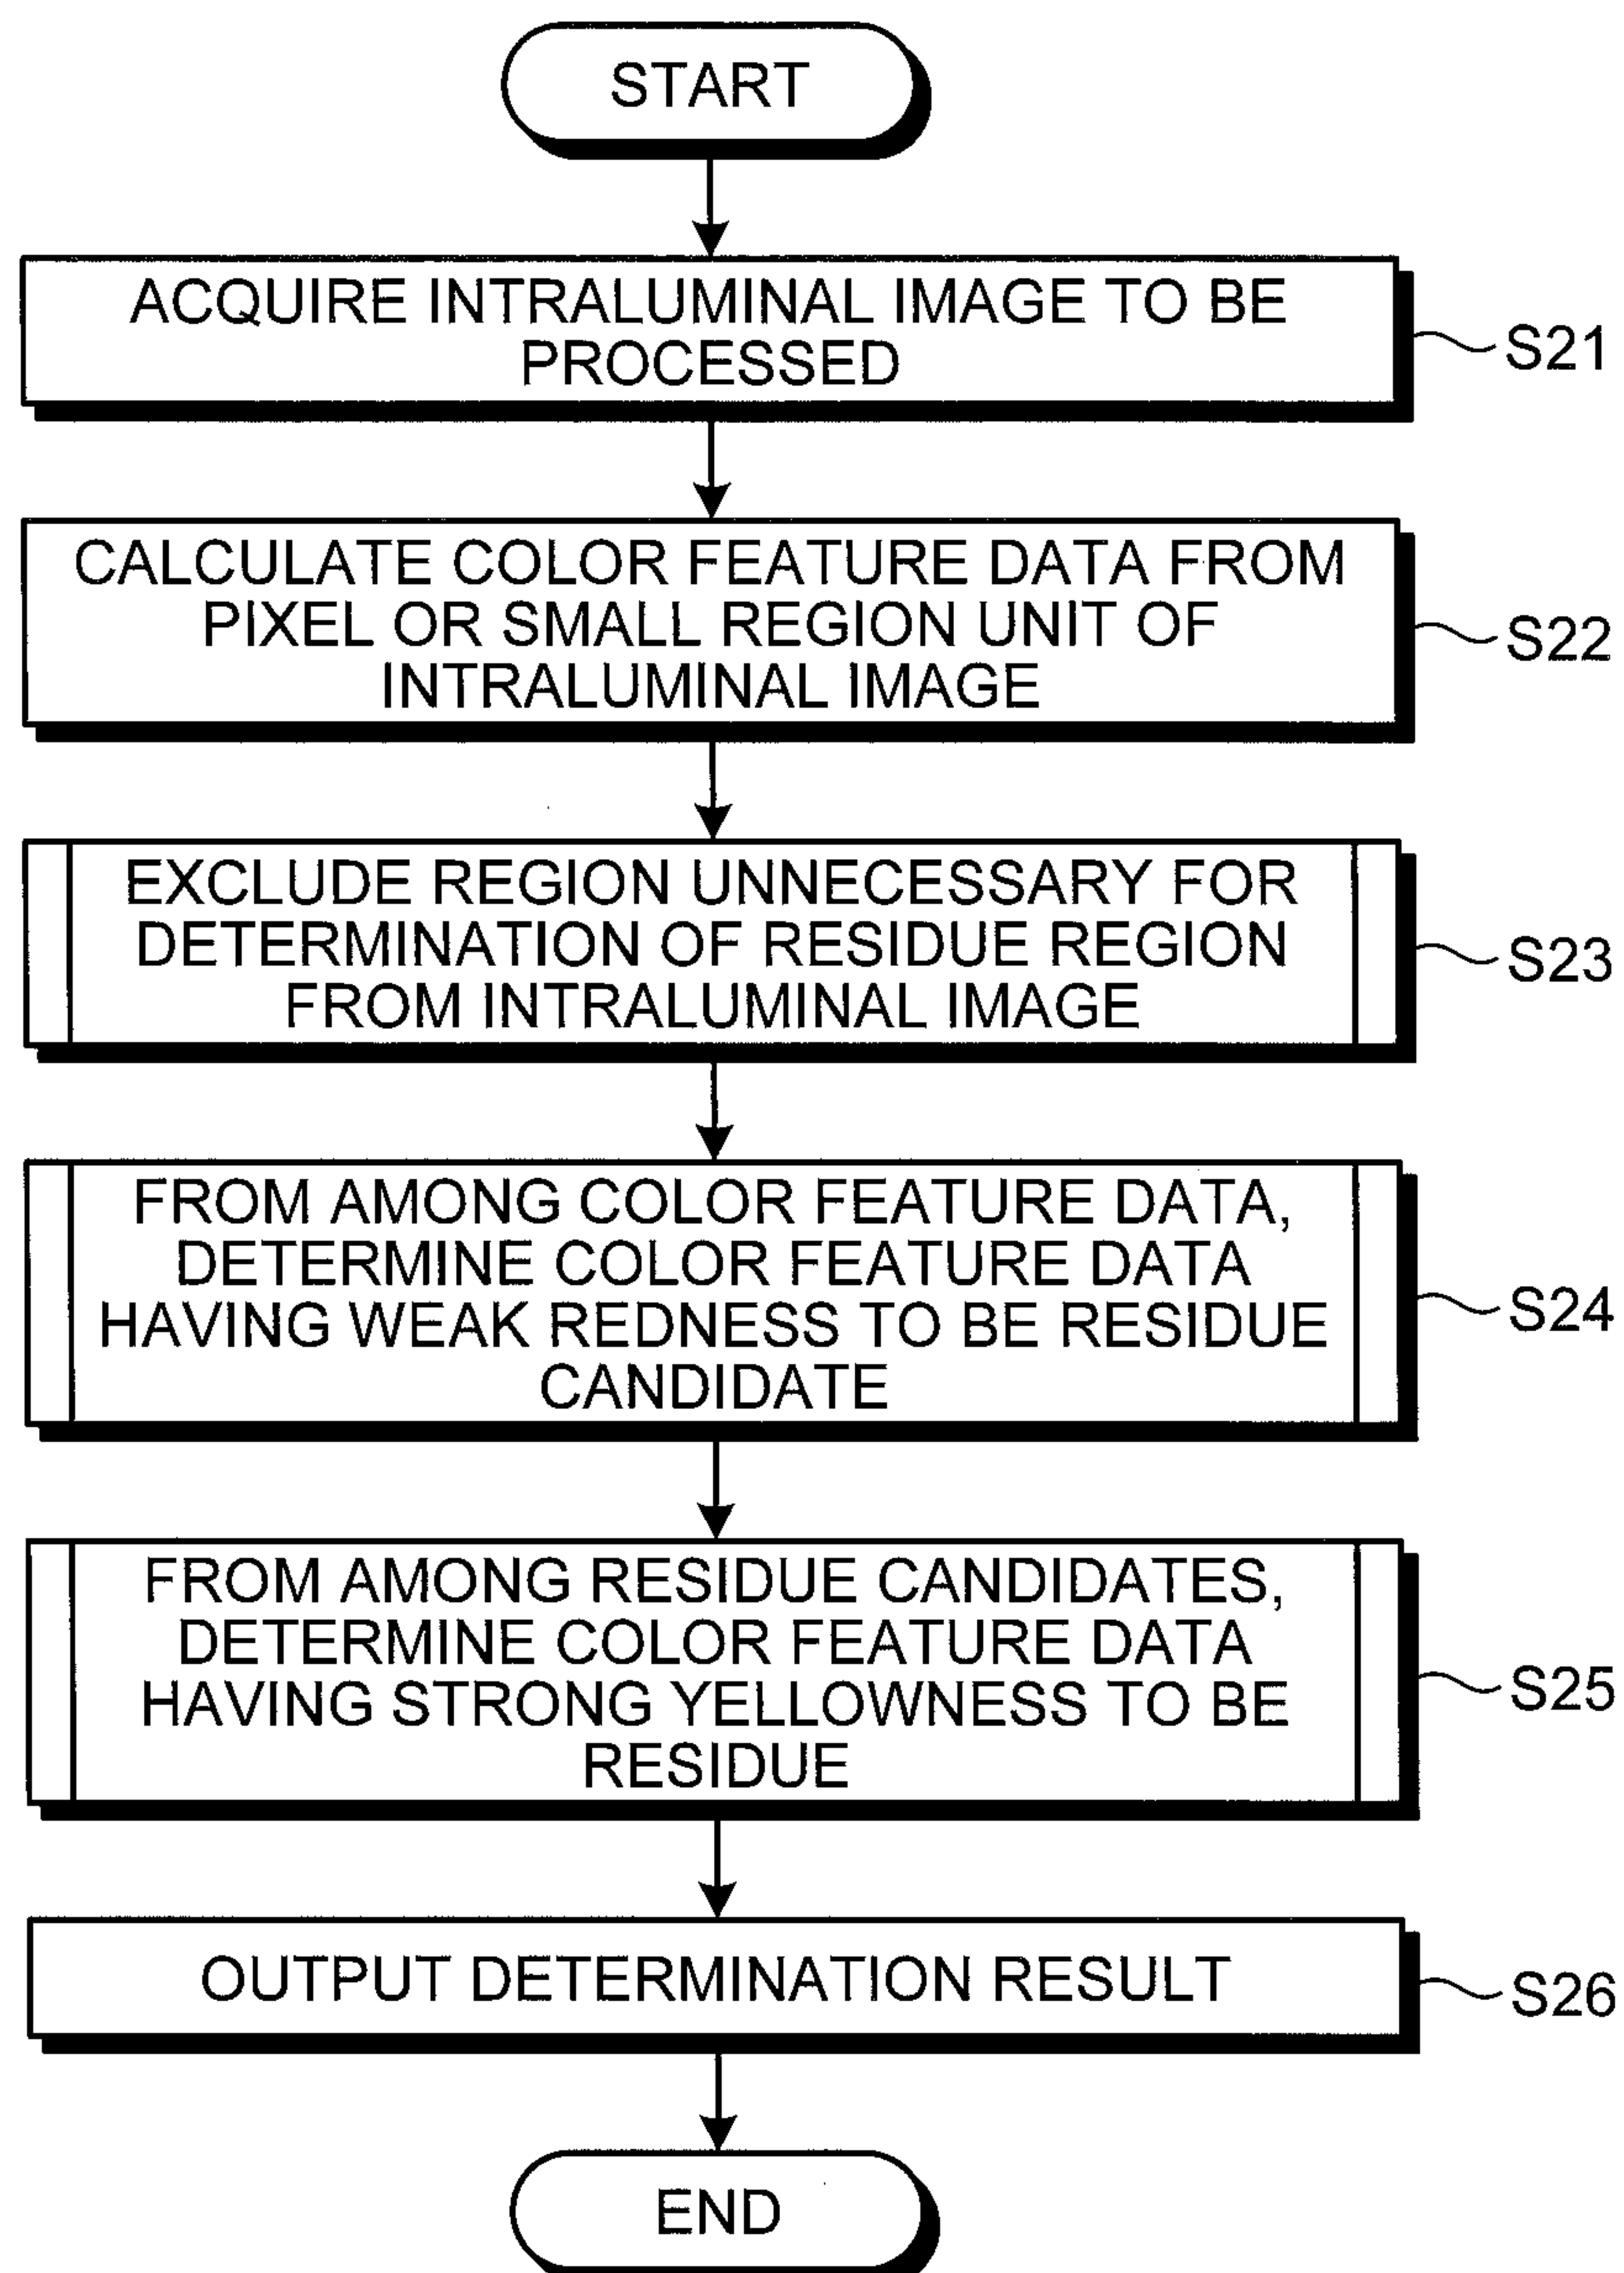 START
ACQUIRE INTRALUMINAL IMAGE TO BE
PROCESSED
S21
CALCULATE COLOR FEATURE DATA FROM
PIXEL OR SMALL REGION UNIT OF
INTRALUMINAL IMAGE
S22
EXCLUDE REGION UNNECESSARY FOR
DETERMINATION OF RESIDUE REGION
FROM INTRALUMINAL IMAGE
S23
FROM AMONG COLOR FEATURE DATA,
DETERMINE COLOR FEATURE DATA
HAVING WEAK REDNESS TO BE RESIDUE
CANDIDATE
S24
FROM AMONG RESIDUE CANDIDATES,
DETERMINE COLOR FEATURE DATA
HAVING STRONG YELLOWNESS TO BE
RESIDUE
S25
OUTPUT DETERMINATION RESULT
S26
END